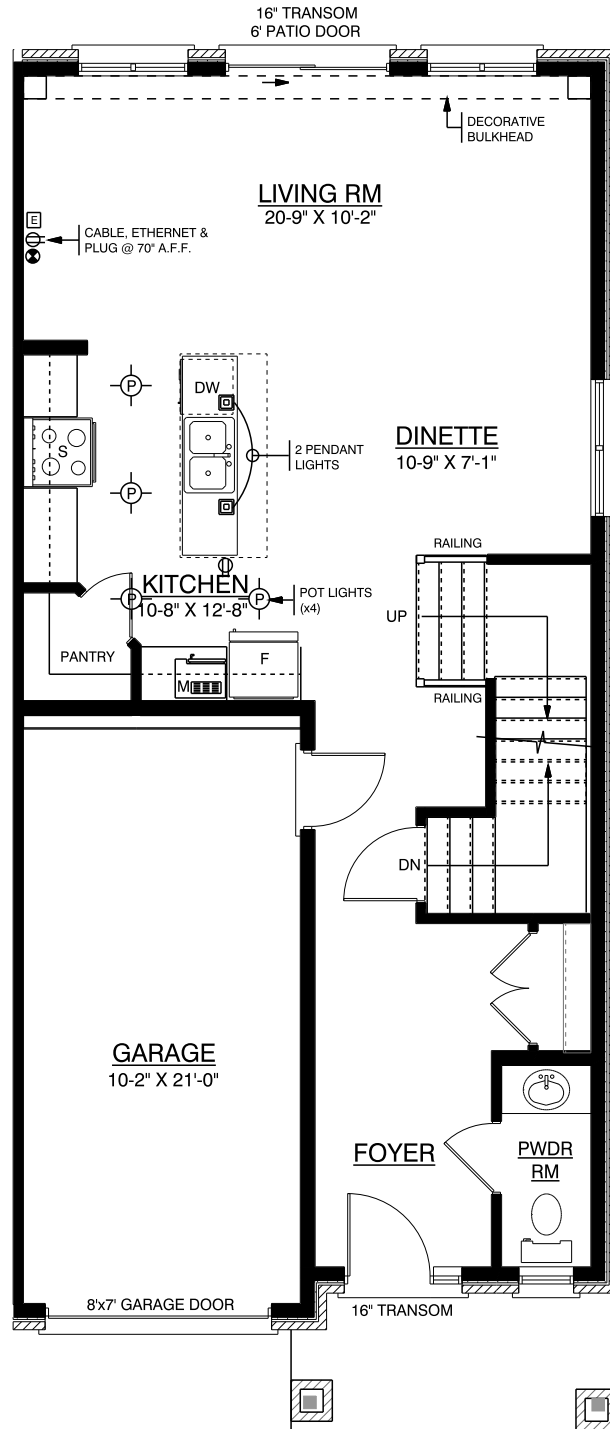 16" TRANSOM
6' PATIO DOOR
DECORATIVE
BULKHEAD
LIVING RM
20-9" X 10'-2"
E
CABLE, ETHERNET &
PLUG @ 70" A.F.F.
P
DW
S
2 PENDANT
LIGHTS
DINETTE
10-9" X 7'-1"
P
RAILING
KITCHEN
10-8" X 12'-8"
P
P
POT LIGHTS
(x4)
UP
PANTRY
F
M
RAILING
DN
GARAGE
10-2" X 21'-0"
FOYER
PWDR
RM
8'x7' GARAGE DOOR
16" TRANSOM